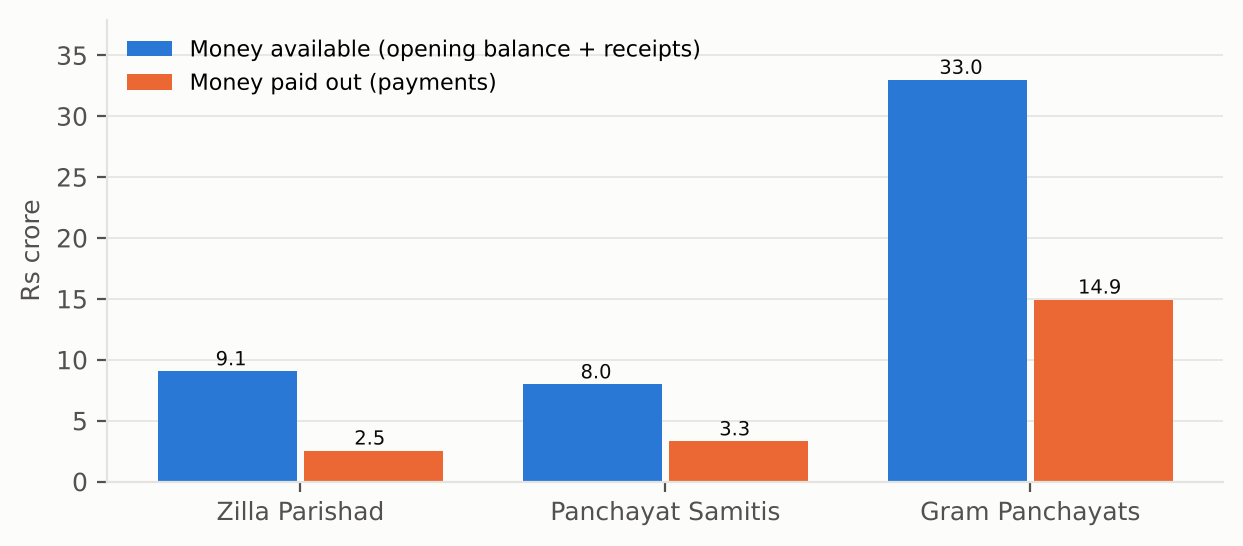 Money available (opening balance + receipts)
Money paid out (payments)
Rs crore
35
30
25
20
15
10
5
0
9.1
2.5
8.0
3.3
33.0
14.9
Zilla Parishad
Panchayat Samitis
Gram Panchayats